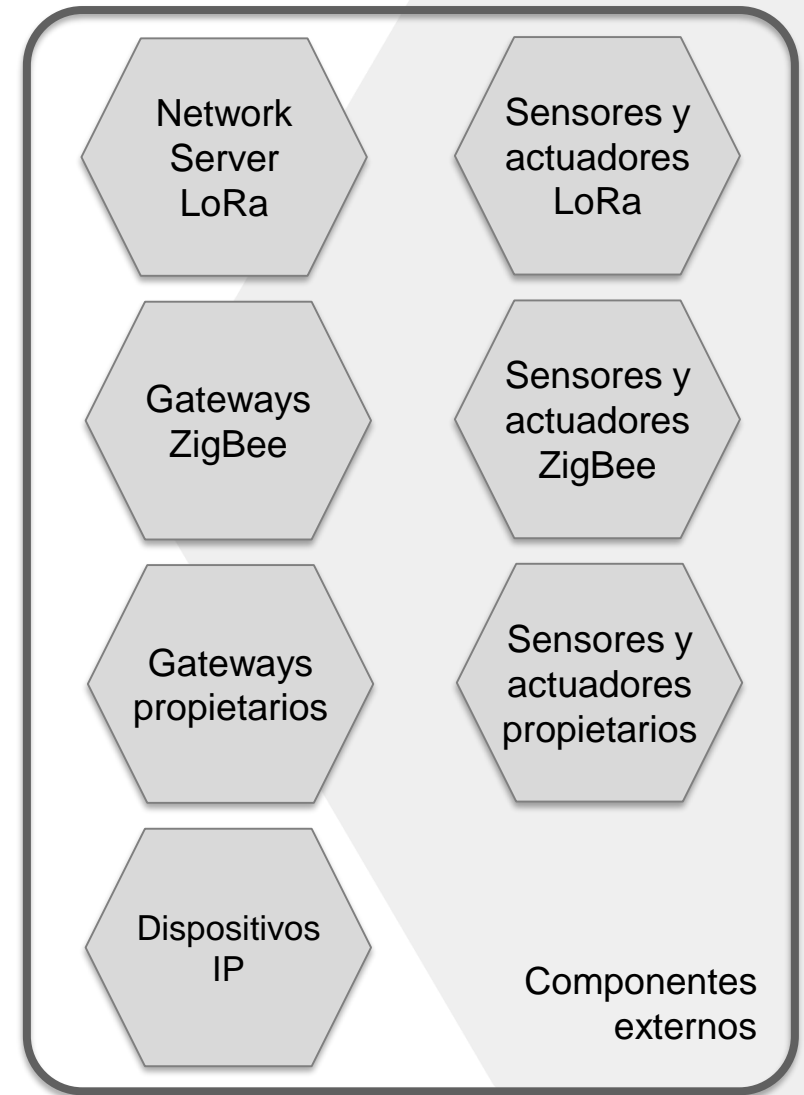 Network
Server
LoRa
Sensores y
actuadores
LoRa
Gateways
ZigBee
Sensores y
actuadores
ZigBee
Gateways
propietarios
Sensores y
actuadores
propietarios
Dispositivos
IP
Componentes
externos